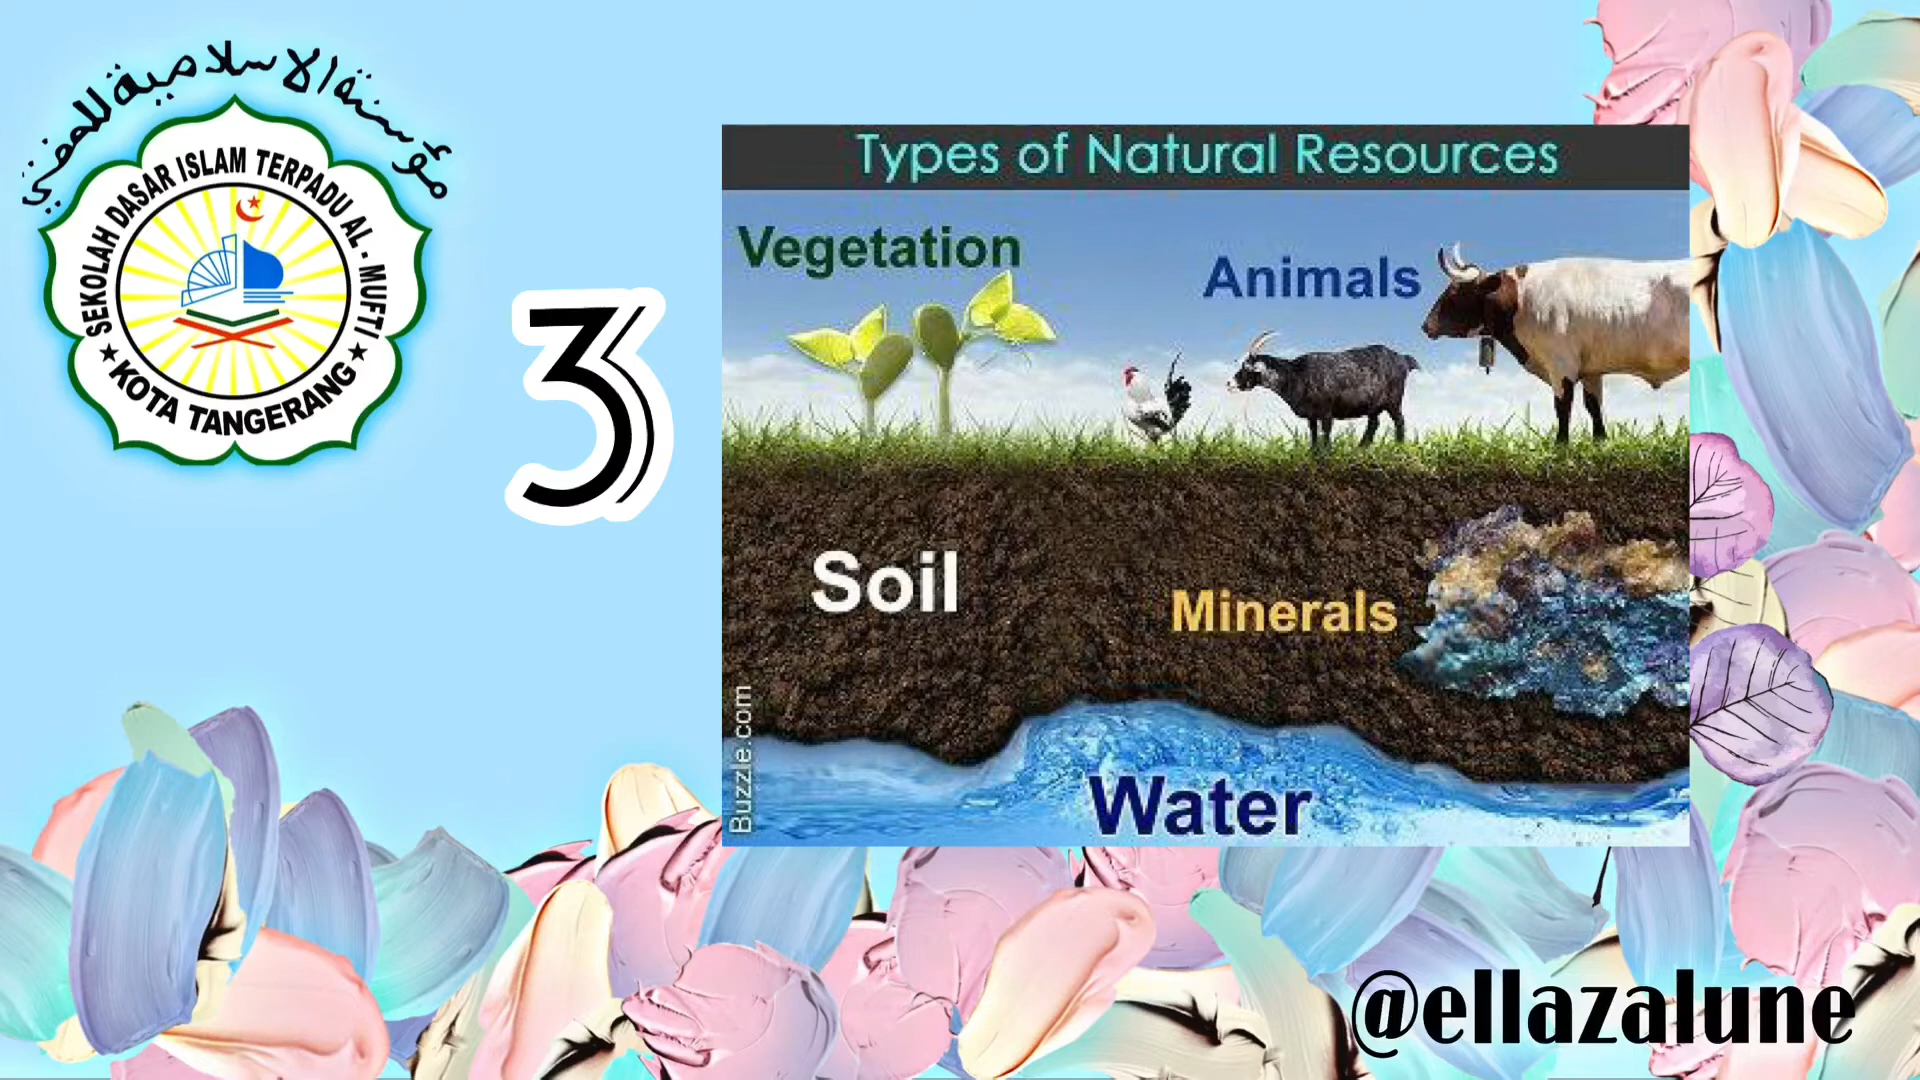 مؤسسة الاسلامية للمفتي
SEKOLAH DASAR ISLAM TERPADU AL - MUFTI
★ KOTA TANGERANG ★
3
Types of Natural Resources
Vegetation
Animals
Soil
Minerals
Water
Buzzle.com
@ellazalune